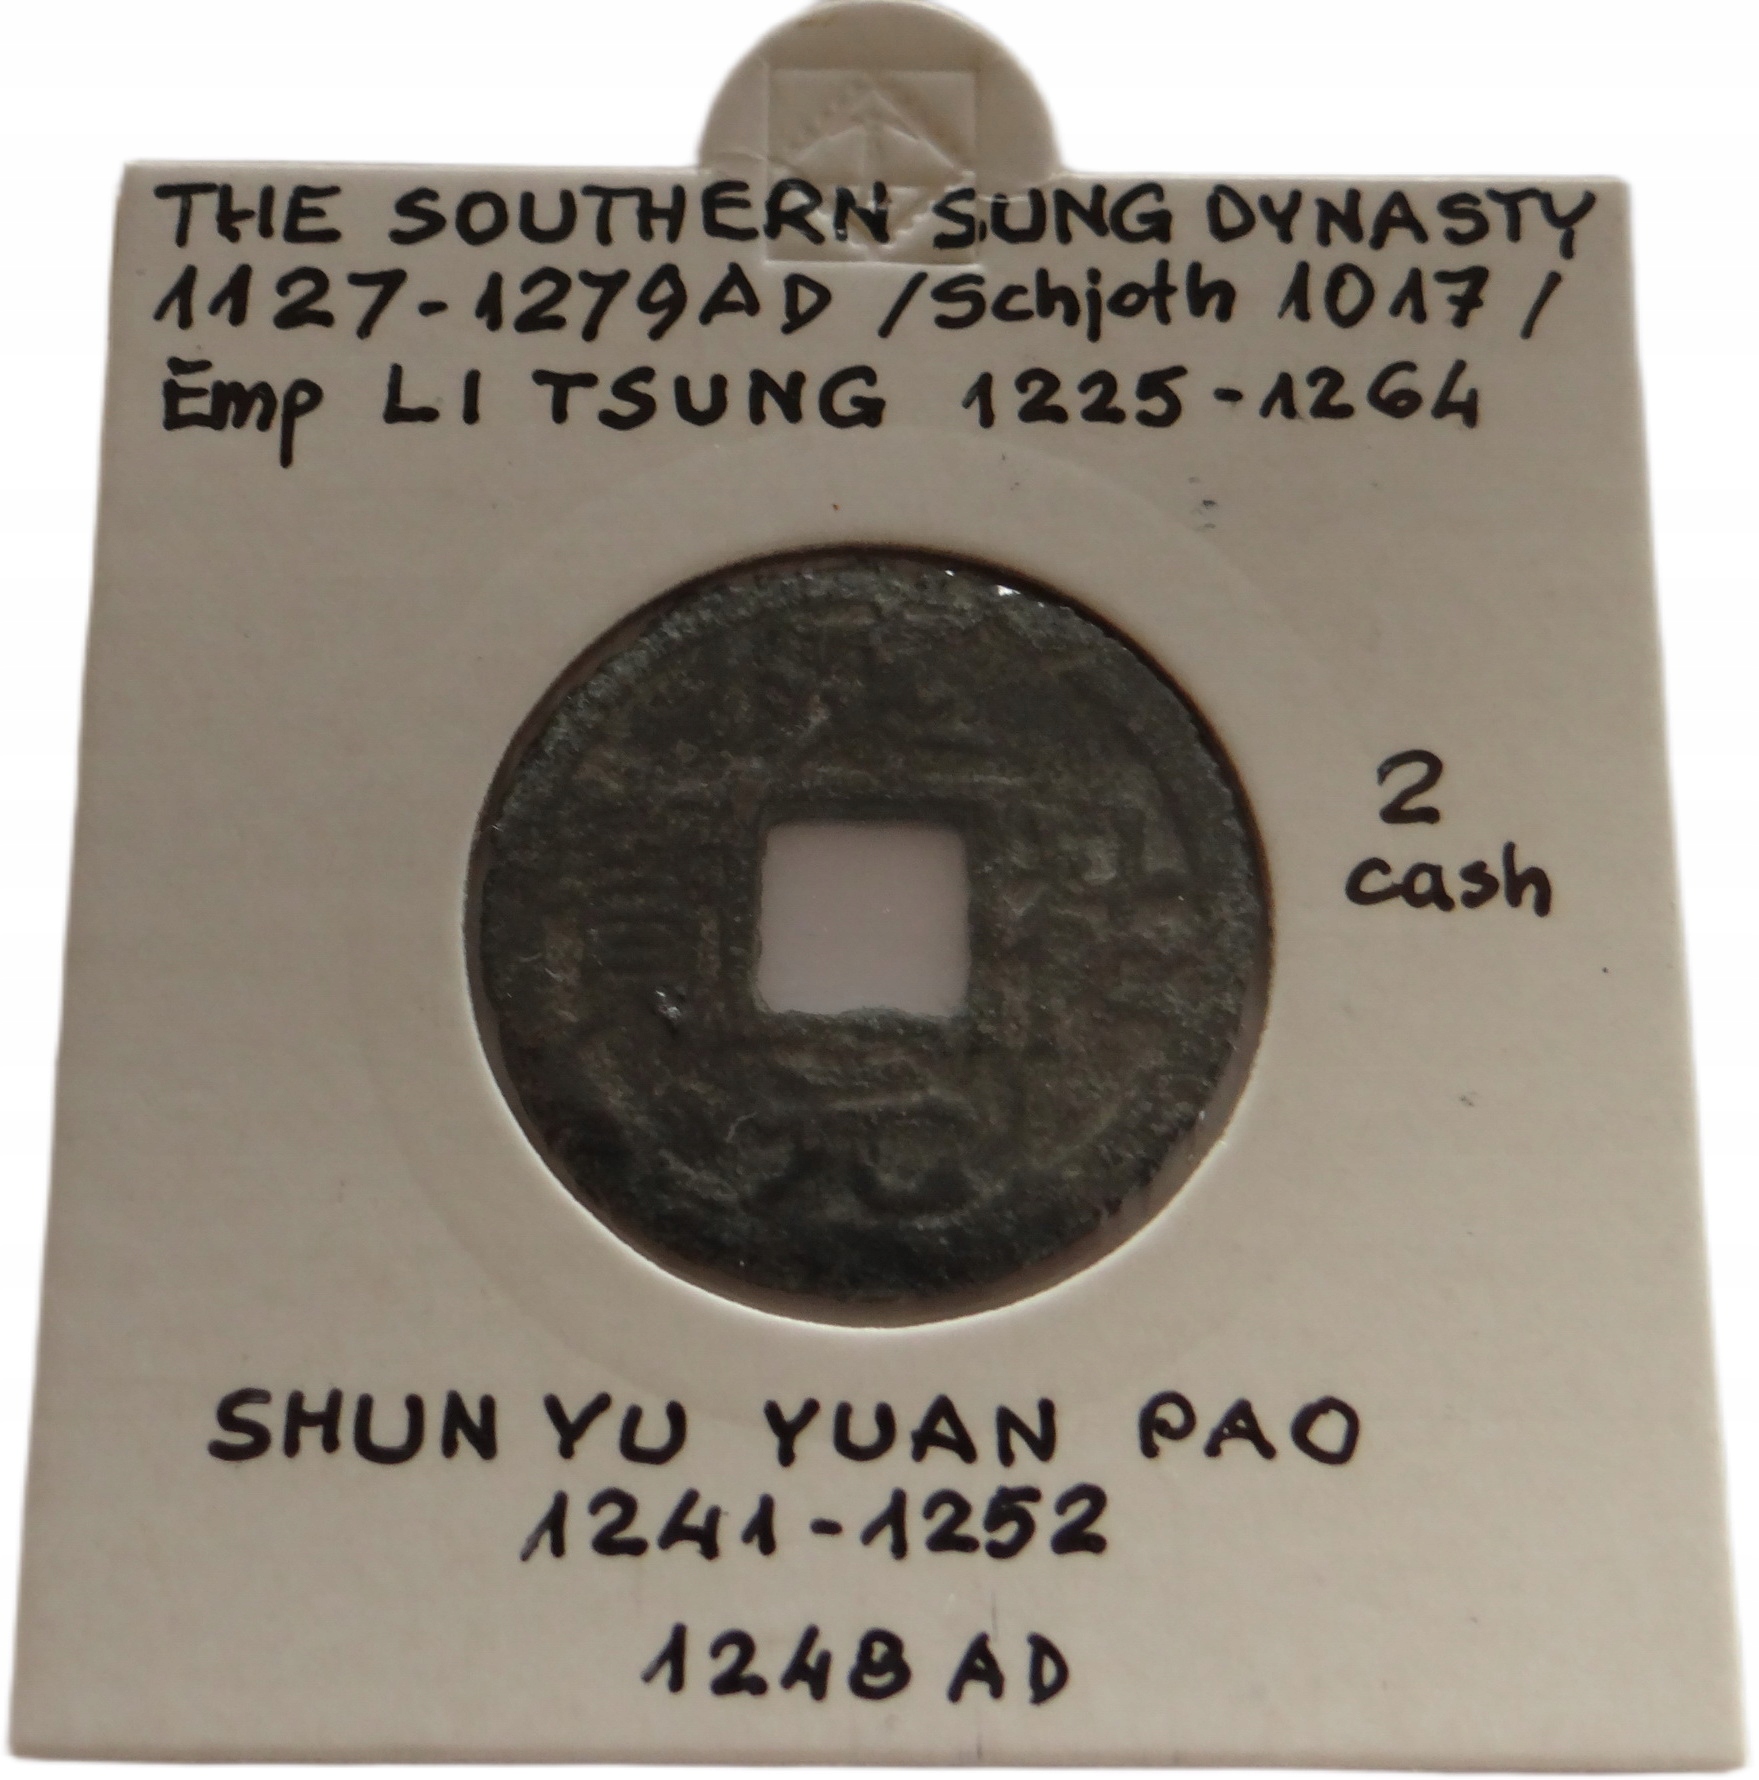 THE SOUTHERN SUNG DYNASTY
1127-1279AD /Schjoth 1017/
Emp LI TSUNG 1225-1264
2
cash
SHUN YU YUAN PAO
1241-1252
1248 AD